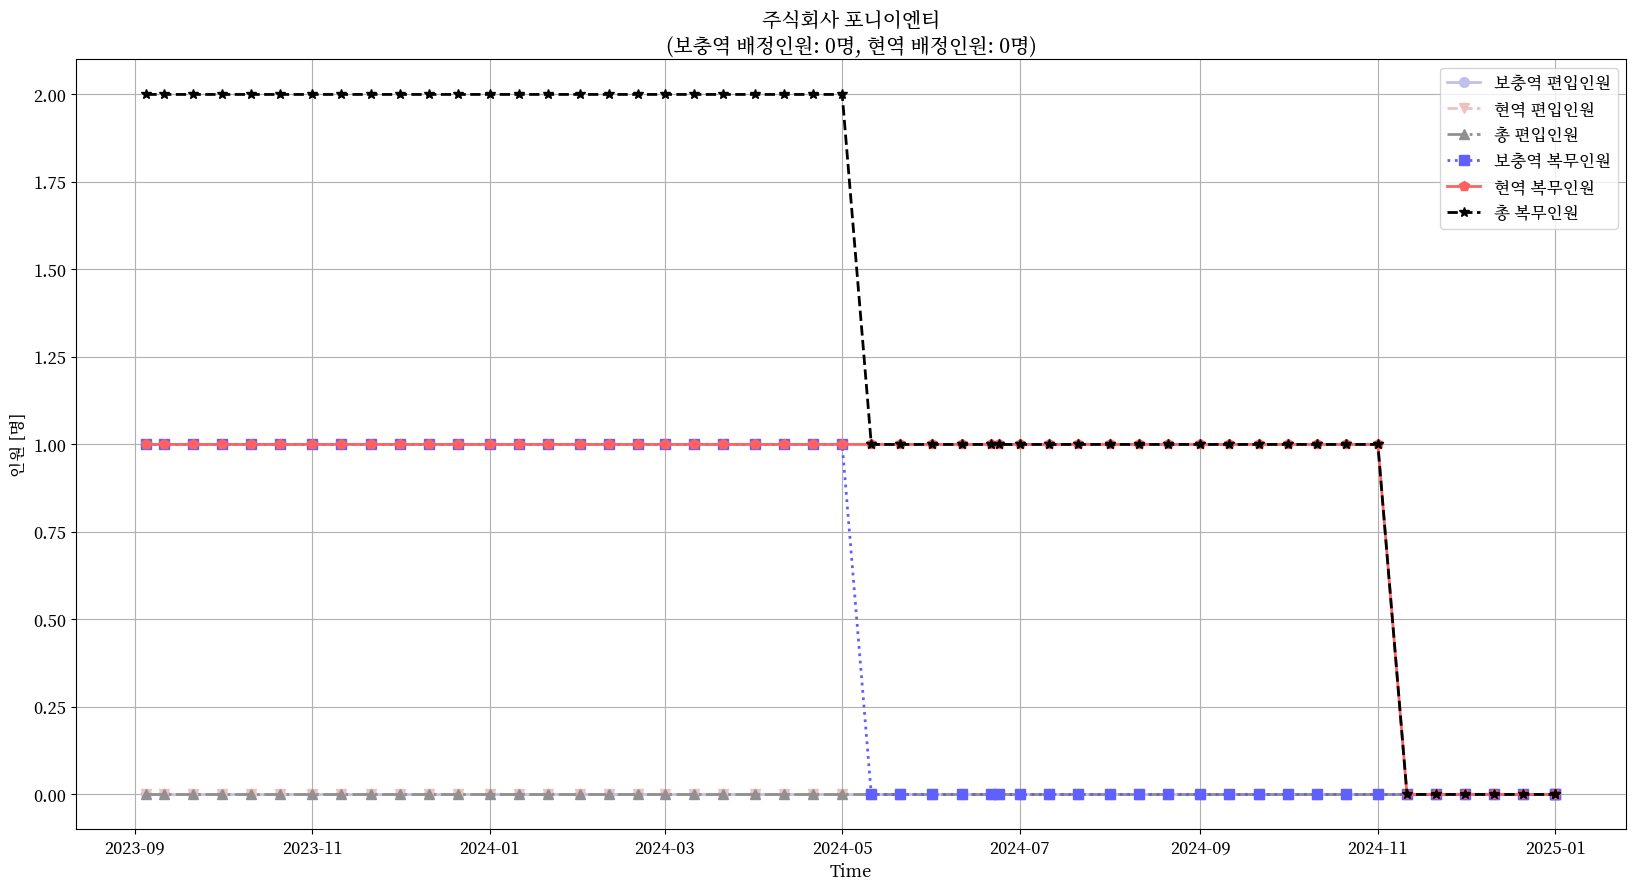 주식회사 포니이엔티
(보충역 배정인원: 0명, 현역 배정인원: 0명)
보충역 편입인원
현역 편입인원
총 편입인원
보충역 복무인원
현역 복무인원
총 복무인원
인원 [명]
2.00
1.75
1.50
1.25
1.00
0.75
0.50
0.25
0.00
2023-09
2023-11
2024-01
2024-03
2024-05
2024-07
2024-09
2024-11
2025-01
Time